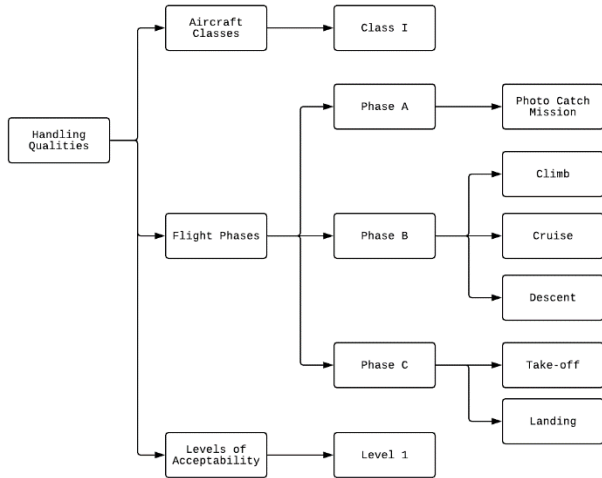 Aircraft
Classes
Class I
Phase A
Photo Catch
Mission
Handling
Qualities
Climb
Flight Phases
Phase B
Cruise
Descent
Phase C
Take-off
Landing
Levels of
Acceptability
Level 1